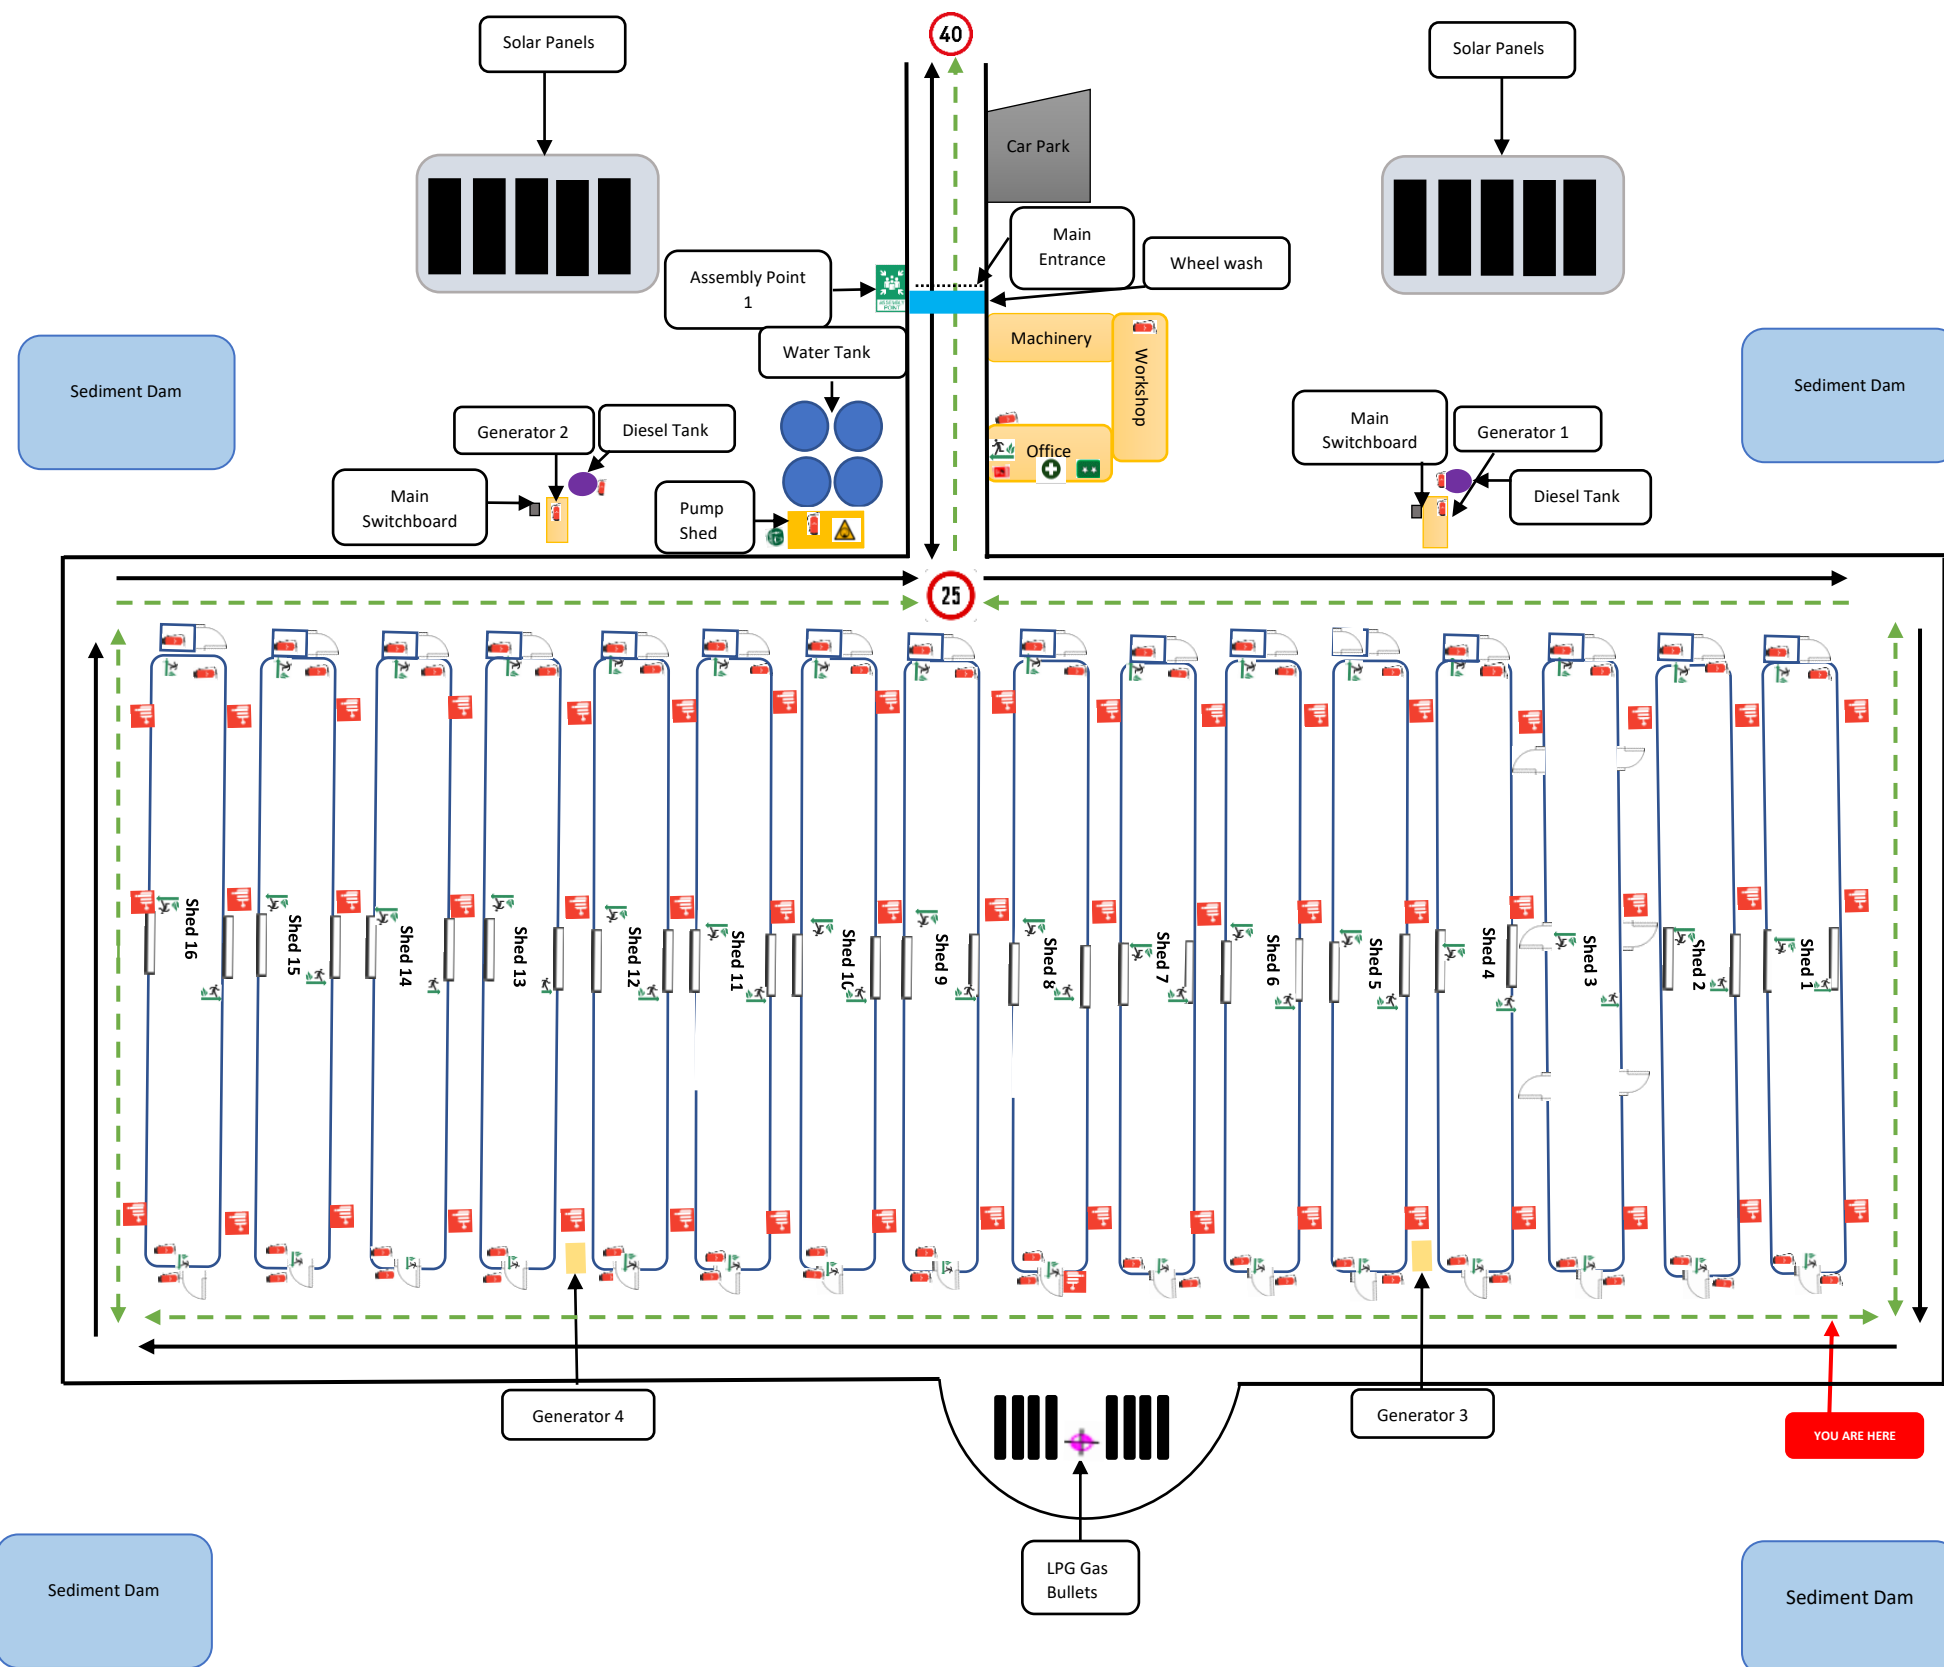 Solar Panels
40
Solar Panels
Car Park
Main
Entrance
Wheel wash
Assembly Point
1
ASSEMBLY
POINT
Water Tank
Machinery
Workshop
Office
Sediment Dam
Sediment Dam
Generator 2
Diesel Tank
Main
Switchboard
Pump
Shed
Main
Switchboard
Generator 1
Diesel Tank
25
Shed 16
Shed 15
Shed 14
Shed 13
Shed 12
Shed 11
Shed 10
Shed 9
Shed 8
Shed 7
Shed 6
Shed 5
Shed 4
Shed 3
Shed 2
Shed 1
Generator 4
Generator 3
YOU ARE HERE
LPG Gas
Bullets
Sediment Dam
Sediment Dam